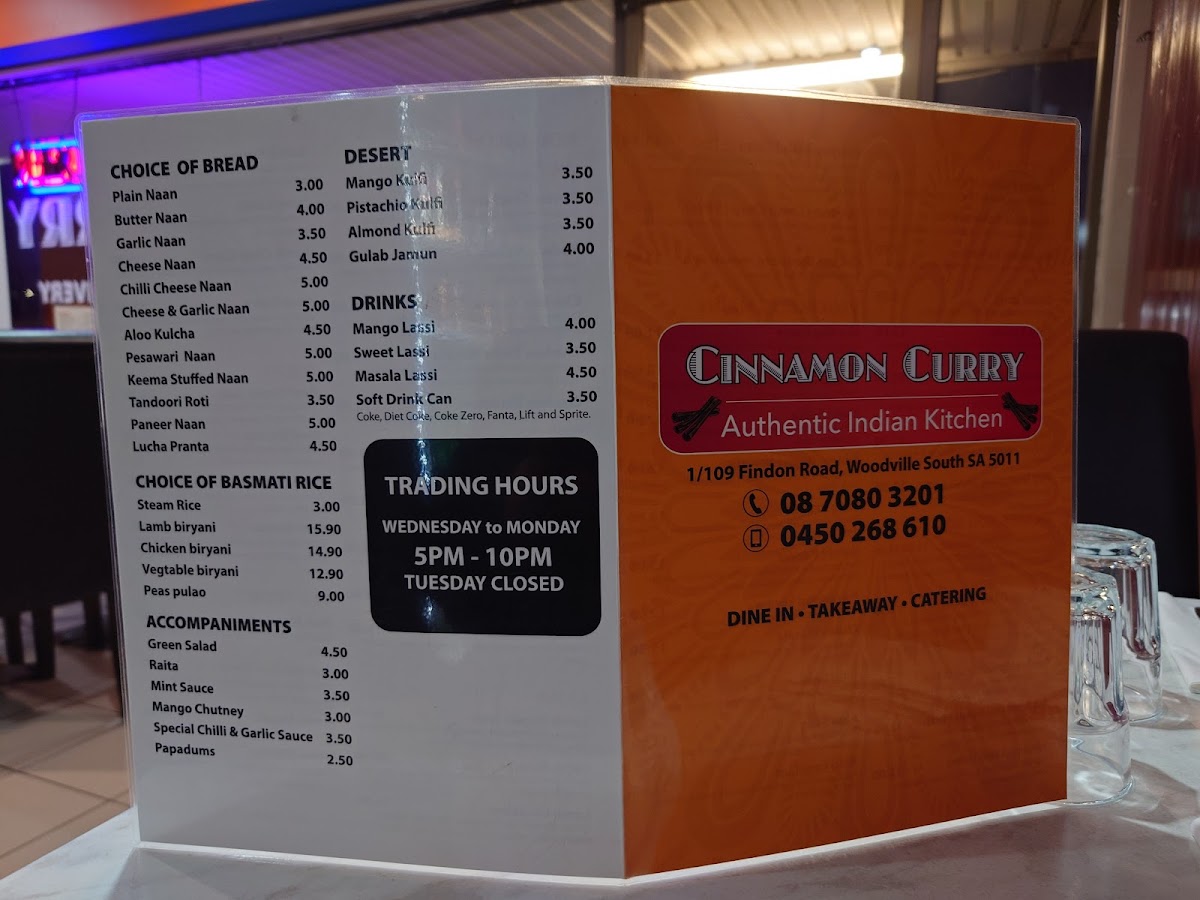 CHOICE OF BREAD
Plain Naan 3.00
Butter Naan 4.00
Garlic Naan 3.50
Cheese Naan 4.50
Chilli Cheese Naan 5.00
Cheese & Garlic Naan 5.00
Aloo Kulcha 4.50
Pesawari Naan 5.00
Keema Stuffed Naan 5.00
Tandoori Roti 3.50
Paneer Naan 5.00
Lucha Pranta 4.50
CHOICE OF BASMATI RICE
Steam Rice 3.00
Lamb biryani 15.90
Chicken biryani 14.90
Vegtable biryani 12.90
Peas pulao 9.00
ACCOMPANIMENTS
Green Salad 4.50
Raita 3.00
Mint Sauce 3.50
Mango Chutney 3.00
Special Chilli & Garlic Sauce 3.50
Papadums 2.50
DESERT
Mango Kulfi 3.50
Pistachio Kulfi 3.50
Almond Kulfi 3.50
Gulab Jamun 4.00
DRINKS
Mango Lassi 4.00
Sweet Lassi 3.50
Masala Lassi 4.50
Soft Drink Can 3.50
Coke, Diet Coke, Coke Zero, Fanta, Lift and Sprite.
TRADING HOURS
WEDNESDAY to MONDAY
5PM - 10PM
TUESDAY CLOSED
CINNAMON CURRY
Authentic Indian Kitchen
1/109 Findon Road, Woodville South SA 5011
08 7080 3201
0450 268 610
DINE IN • TAKEAWAY • CATERING